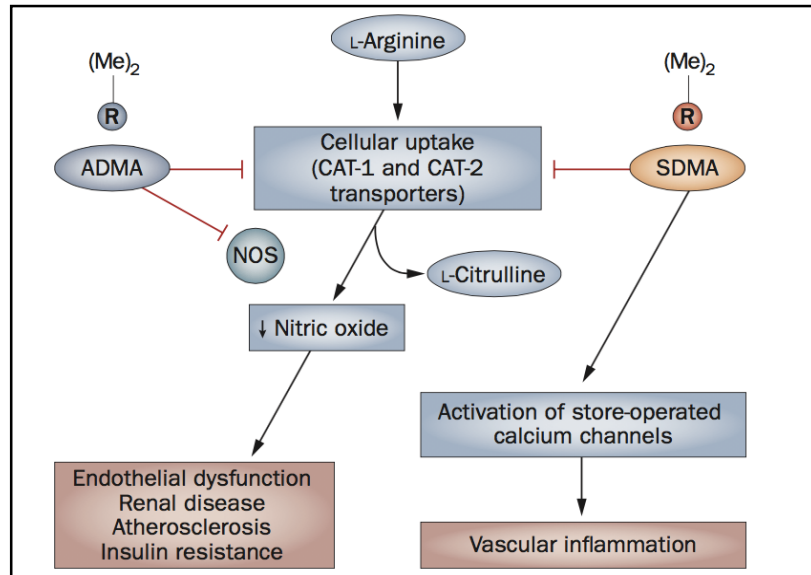 L-Arginine
(Me)₂
R
ADMA
Cellular uptake
(CAT-1 and CAT-2
transporters)
(Me)₂
R
SDMA
NOS
L-Citrulline
↓ Nitric oxide
Activation of store-operated
calcium channels
Endothelial dysfunction
Renal disease
Atherosclerosis
Insulin resistance
Vascular inflammation